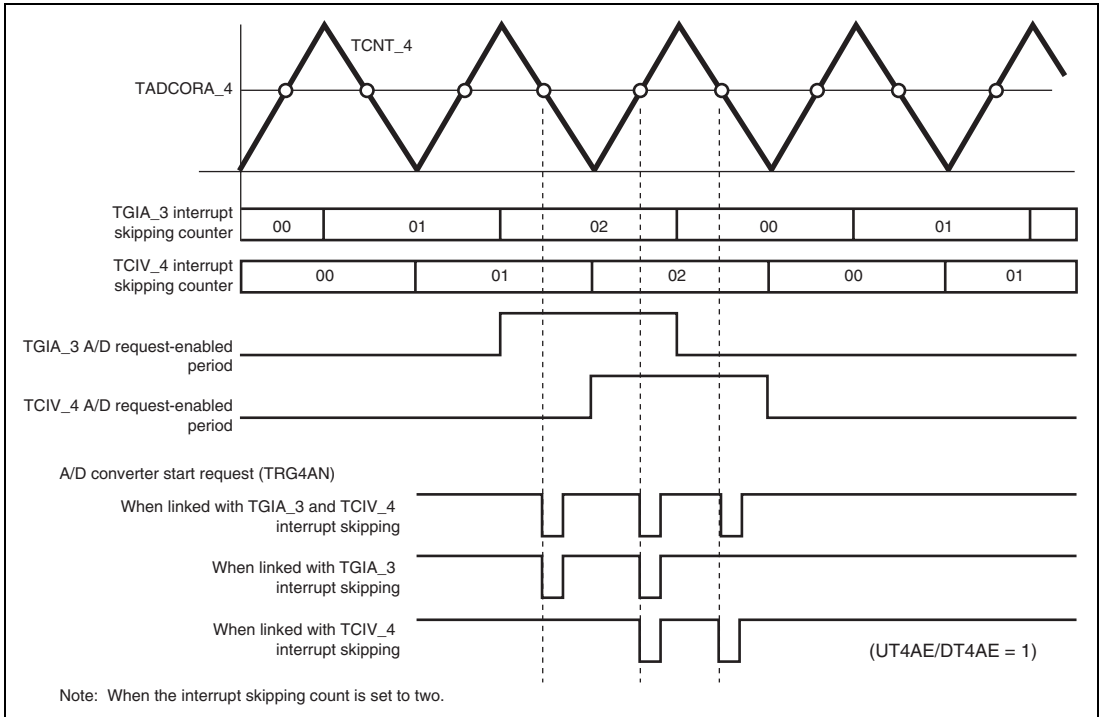 TCNT_4
TADCORA_4
TGIA_3 interrupt
skipping counter
00
01
02
00
01
TCIV_4 interrupt
skipping counter
00
01
02
00
01
TGIA_3 A/D request-enabled
period
TCIV_4 A/D request-enabled
period
A/D converter start request (TRG4AN)
When linked with TGIA_3 and TCIV_4
interrupt skipping
When linked with TGIA_3
interrupt skipping
When linked with TCIV_4
interrupt skipping
(UT4AE/DT4AE = 1)
Note: When the interrupt skipping count is set to two.